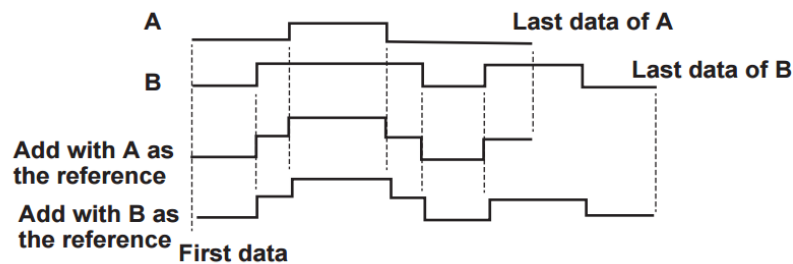 A
Last data of A
B
Last data of B
Add with A as
the reference
Add with B as
the reference
First data